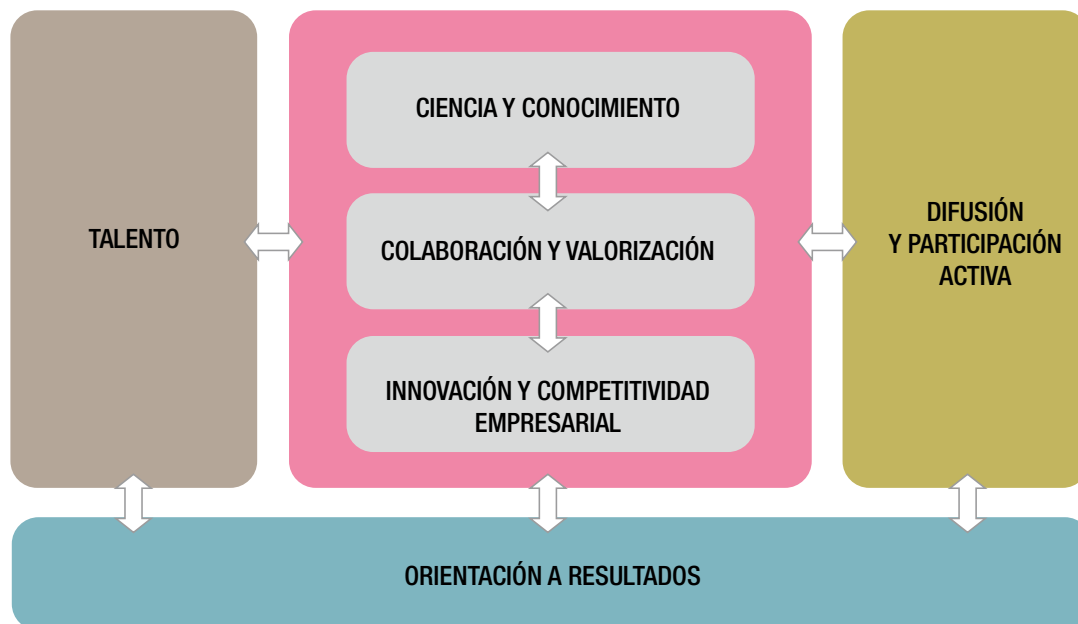 TALENTO
CIENCIA Y CONOCIMIENTO
COLABORACIÓN Y VALORIZACIÓN
INNOVACIÓN Y COMPETITIVIDAD
EMPRESARIAL
DIFUSIÓN
Y PARTICIPACIÓN
ACTIVA
ORIENTACIÓN A RESULTADOS